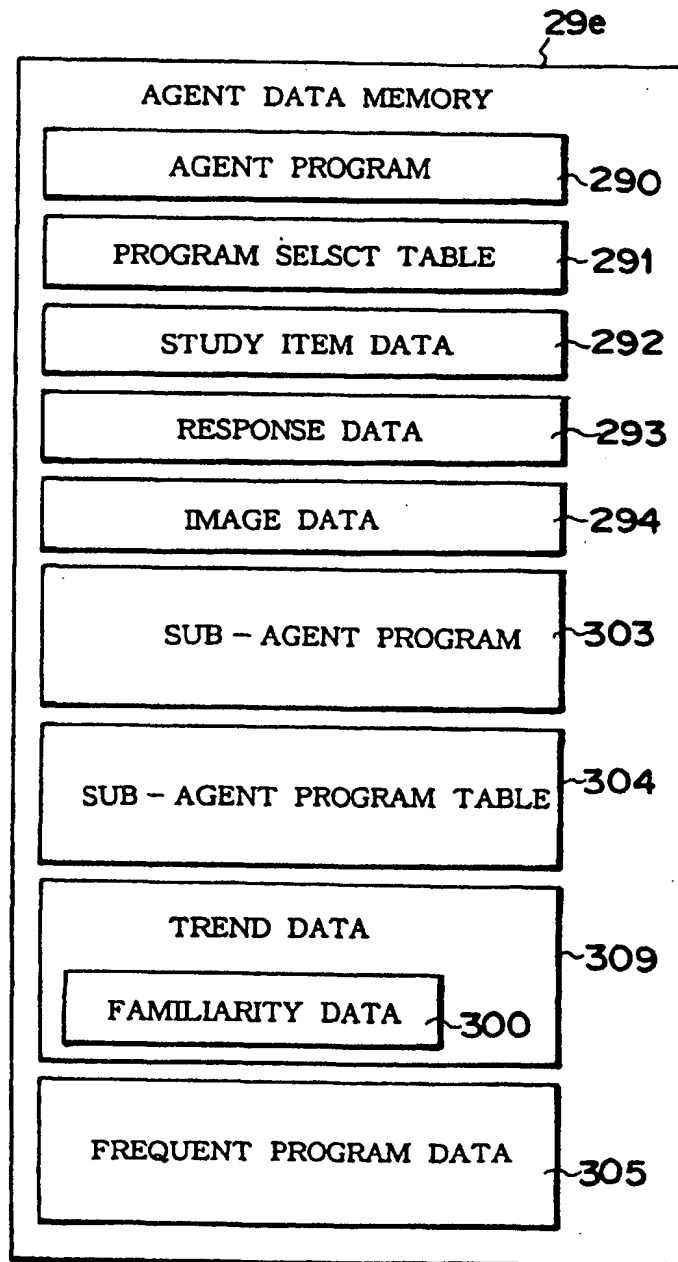 29e
AGENT DATA MEMORY
AGENT PROGRAM 290
PROGRAM SELSCT TABLE 291
STUDY ITEM DATA 292
RESPONSE DATA 293
IMAGE DATA 294
SUB-AGENT PROGRAM 303
SUB-AGENT PROGRAM TABLE 304
TREND DATA 309
FAMILIARITY DATA 300
FREQUENT PROGRAM DATA 305